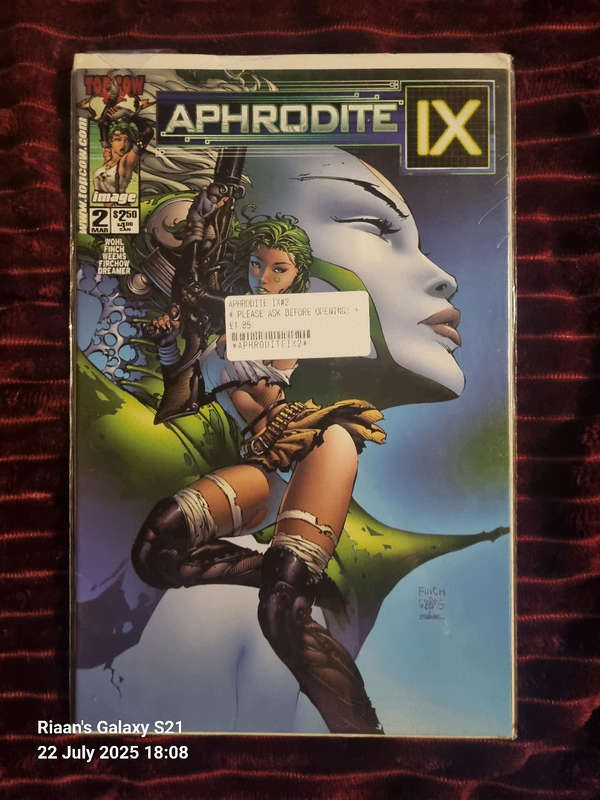 TOP COW
www.topcow.com
image
2
MAR
$2.50
CAN
WOHL
FINCH
WEEMS
FIRCHOW
DREAMER
APHRODITE IX
APHRODITE IX#2
* PLEASE ASK BEFORE OPENING! *
£1.85
*APHRODITEIX2*
FINCH
Riaan's Galaxy S21
22 July 2025 18:08